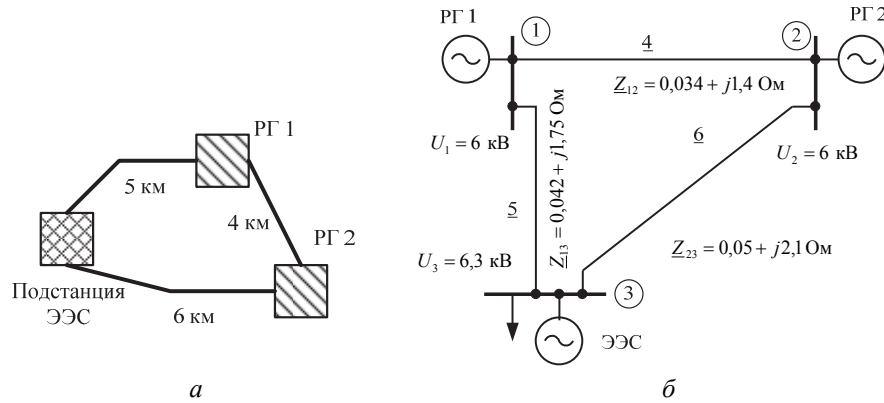 РГ 1
5 км
4 км
РГ 2
Подстанция
ЭЭС
6 км
а
РГ 1
1
4
2
РГ 2
Z12 = 0,034 + j1,4 Ом
U1 = 6 кВ
Z13 = 0,042 + j1,75 Ом
6
U2 = 6 кВ
5
Z23 = 0,05 + j2,1 Ом
U3 = 6,3 кВ
3
ЭЭС
б